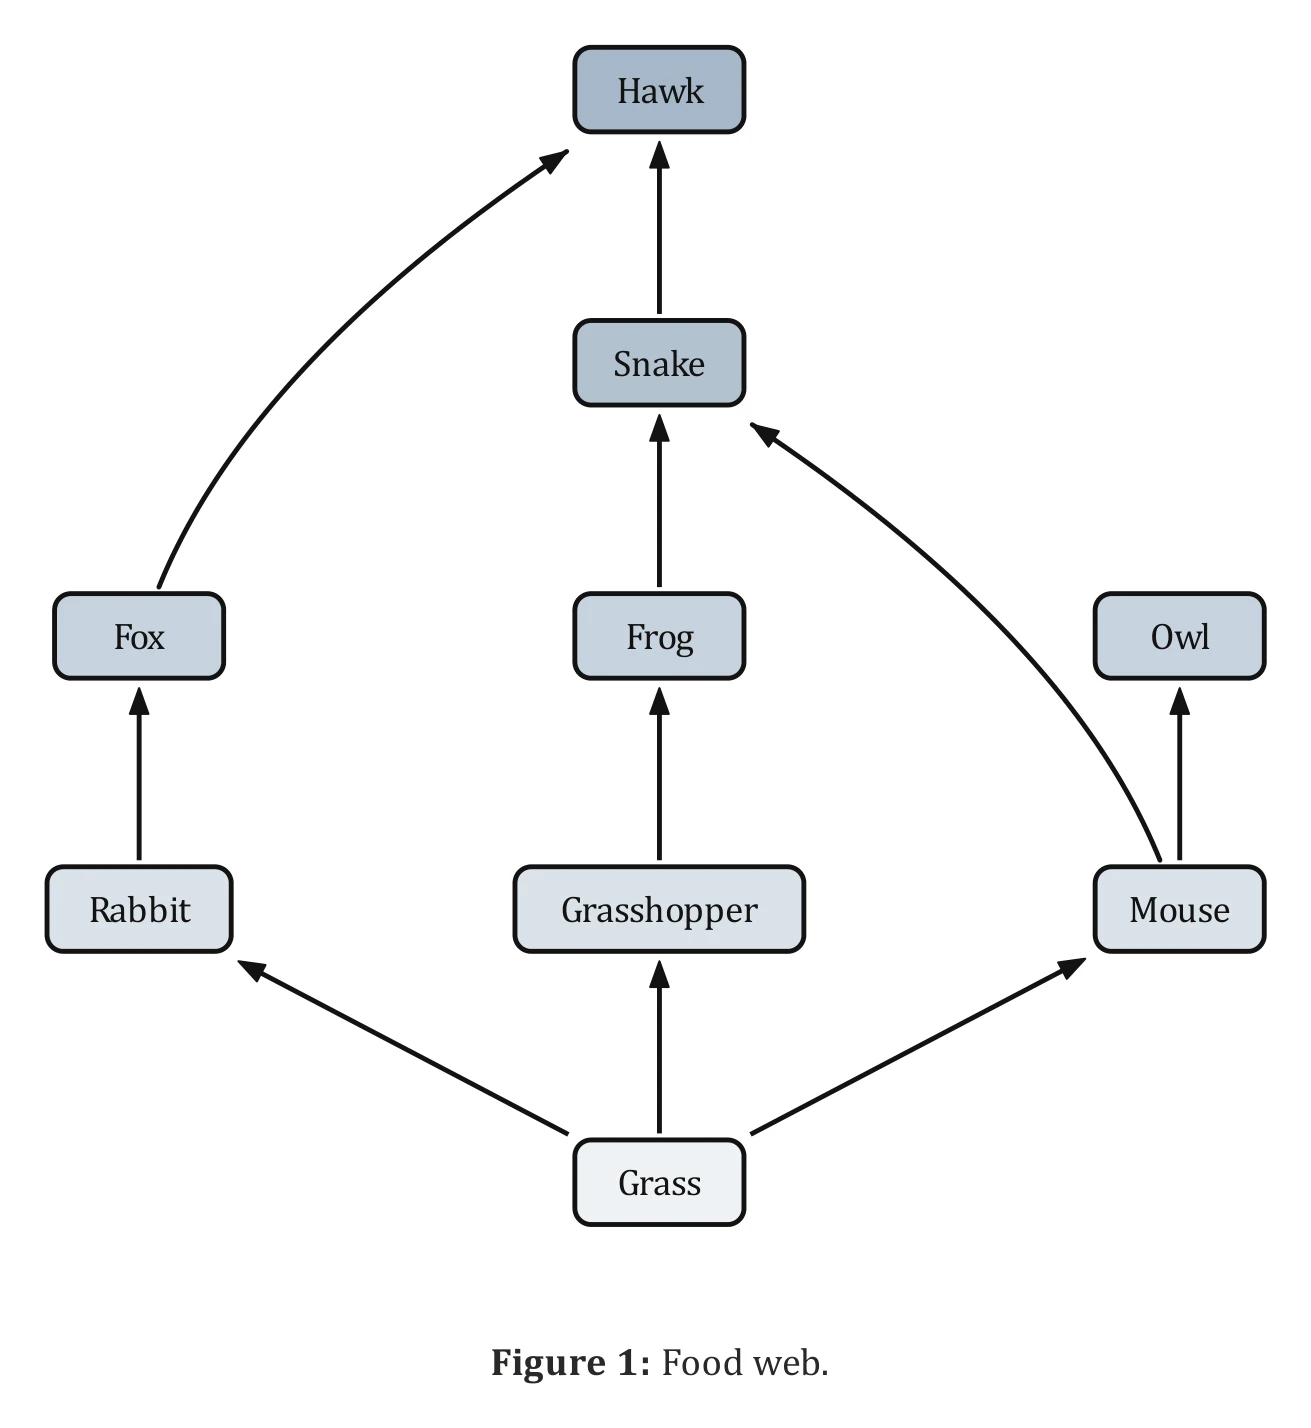 Hawk
Snake
Fox
Frog
Owl
Rabbit
Grasshopper
Mouse
Grass
Figure 1: Food web.